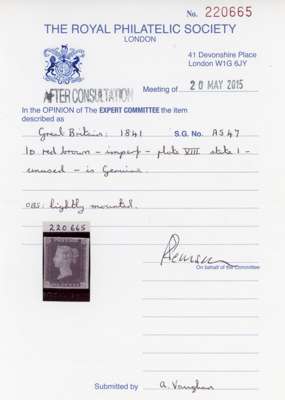 No. 220665
THE ROYAL PHILATELIC SOCIETY
LONDON
41 Devonshire Place
London W1G 6JY
Meeting of 20 MAY 2015
AFTER CONSULTATION
In the OPINION OF The EXPERT COMMITTEE the item
described as
Great Britain: 1841 S.G. No. AS47
1D red brown - imperf - plate VIII state 1 -
unused - is Genuine.
OBS: lightly mounted.
220 665
On behalf of the Committee
Submitted by A. Vaughan